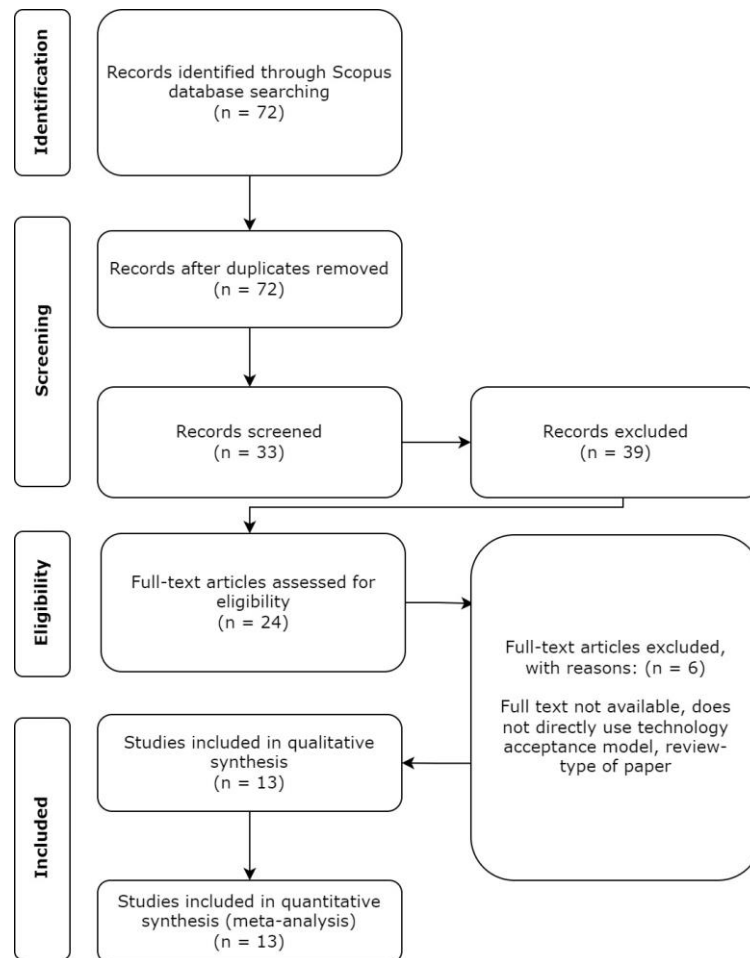 Identification
Records identified through Scopus
database searching
(n = 72)
Screening
Records after duplicates removed
(n = 72)
Records screened
(n = 33)
Records excluded
(n = 39)
Eligibility
Full-text articles assessed for
eligibility
(n = 24)
Full-text articles excluded,
with reasons: (n = 6)
Full text not available, does
not directly use technology
acceptance model, review-
type of paper
Included
Studies included in qualitative
synthesis
(n = 13)
Studies included in quantitative
synthesis (meta-analysis)
(n = 13)